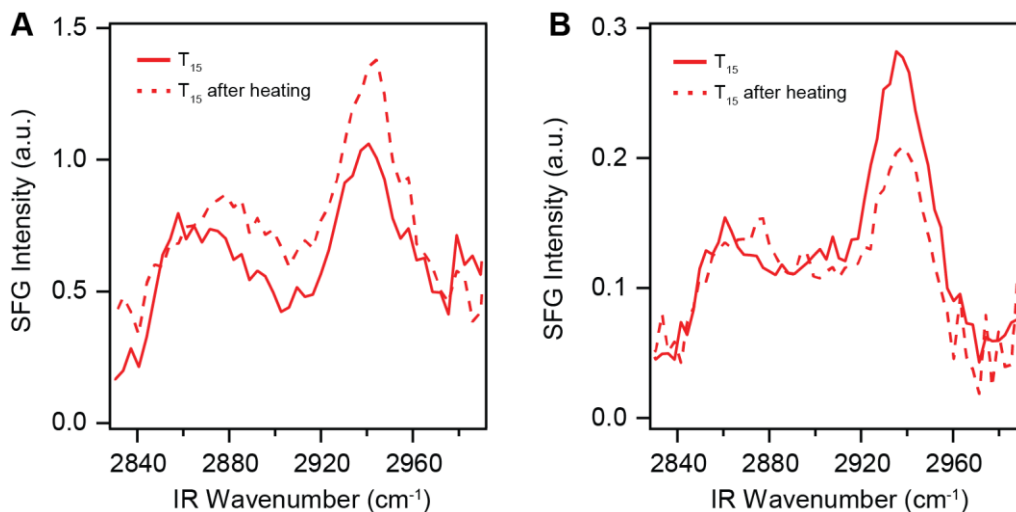 A
1.5
T₁₅
T₁₅ after heating
1.0
0.5
0.0
SFG Intensity (a.u.)
2840 2880 2920 2960
IR Wavenumber (cm⁻¹)
B
0.3
T₁₅
T₁₅ after heating
0.2
0.1
0.0
SFG Intensity (a.u.)
2840 2880 2920 2960
IR Wavenumber (cm⁻¹)